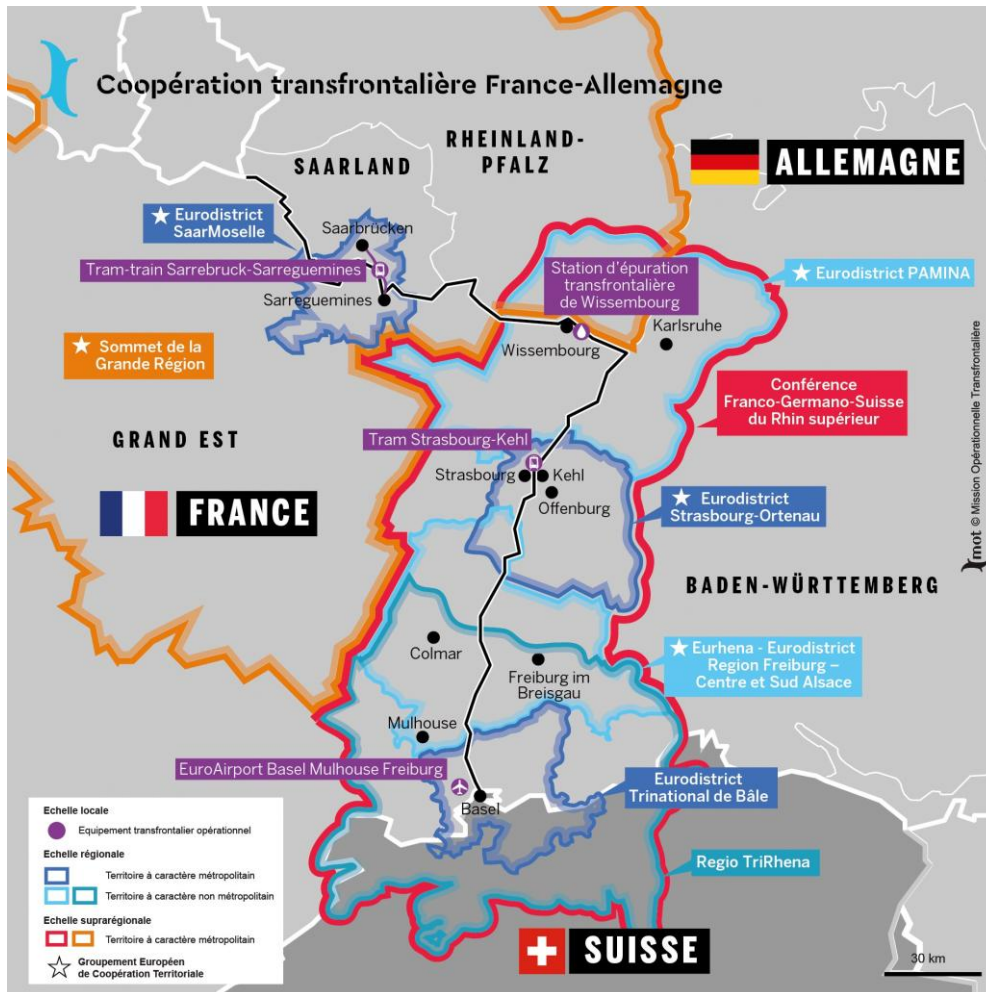 Coopération transfrontalière France-Allemagne
RHEINLAND-
PFALZ
SAARLAND
ALLEMAGNE
★ Eurodistrict
SaarMoselle
Saarbrücken
Tram-train Sarrebruck-Sarreguemines
Sarreguemines
Station d'épuration
transfrontalière
de Wissembourg
★ Eurodistrict PAMINA
Wissembourg
Karlsruhe
★ Sommet de la
Grande Région
Conférence
Franco-Germano-Suisse
du Rhin supérieur
GRAND EST
FRANCE
Tram Strasbourg-Kehl
Strasbourg
Kehl
Offenburg
★ Eurodistrict
Strasbourg-Ortenau
mot © Mission Opérationnelle Transfrontalière
BADEN-WÜRTTEMBERG
Colmar
Freiburg im
Breisgau
★ Eurhena - Eurodistrict
Region Freiburg –
Centre et Sud Alsace
Mulhouse
EuroAirport Basel Mulhouse Freiburg
Basel
Eurodistrict
Trinational de Bâle
Regio TriRhena
SUISSE
30 km
Echelle locale
Equipement transfrontalier opérationnel
Echelle régionale
Territoire à caractère métropolitain
Territoire à caractère non métropolitain
Echelle suprarégionale
Territoire à caractère métropolitain
Groupement Européen
de Coopération Territoriale